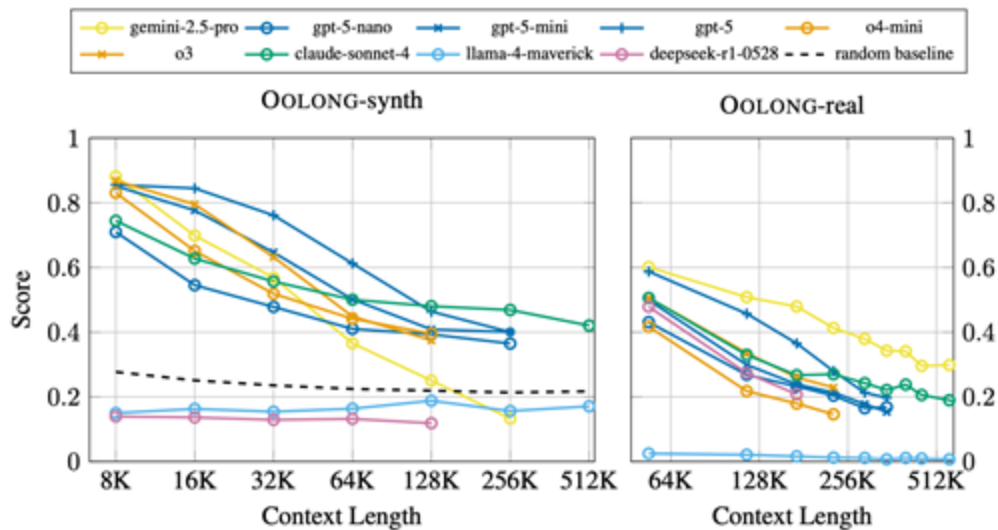 gemini-2.5-pro gpt-5-nano gpt-5-mini gpt-5 o4-mini
o3 claude-sonnet-4 llama-4-maverick deepseek-r1-0528 random baseline
OOLONG-synth
OOLONG-real
1 1
0.8 0.8
0.6 0.6
0.4 0.4
0.2 0.2
0 0
Score
8K 16K 32K 64K 128K 256K 512K
64K 128K 256K 512K
Context Length
Context Length